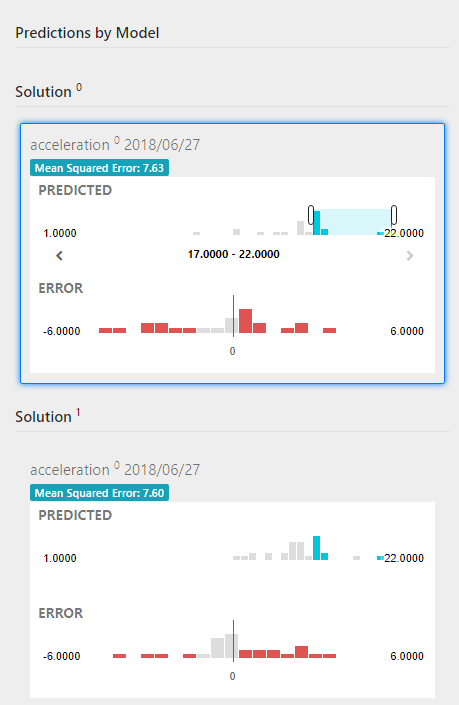 Predictions by Model
Solution 0
acceleration 0 2018/06/27
Mean Squared Error: 7.63
PREDICTED
1.0000 22.0000
17.0000 - 22.0000
ERROR
-6.0000 6.0000
0
Solution 1
acceleration 0 2018/06/27
Mean Squared Error: 7.60
PREDICTED
1.0000 22.0000
ERROR
-6.0000 6.0000
0